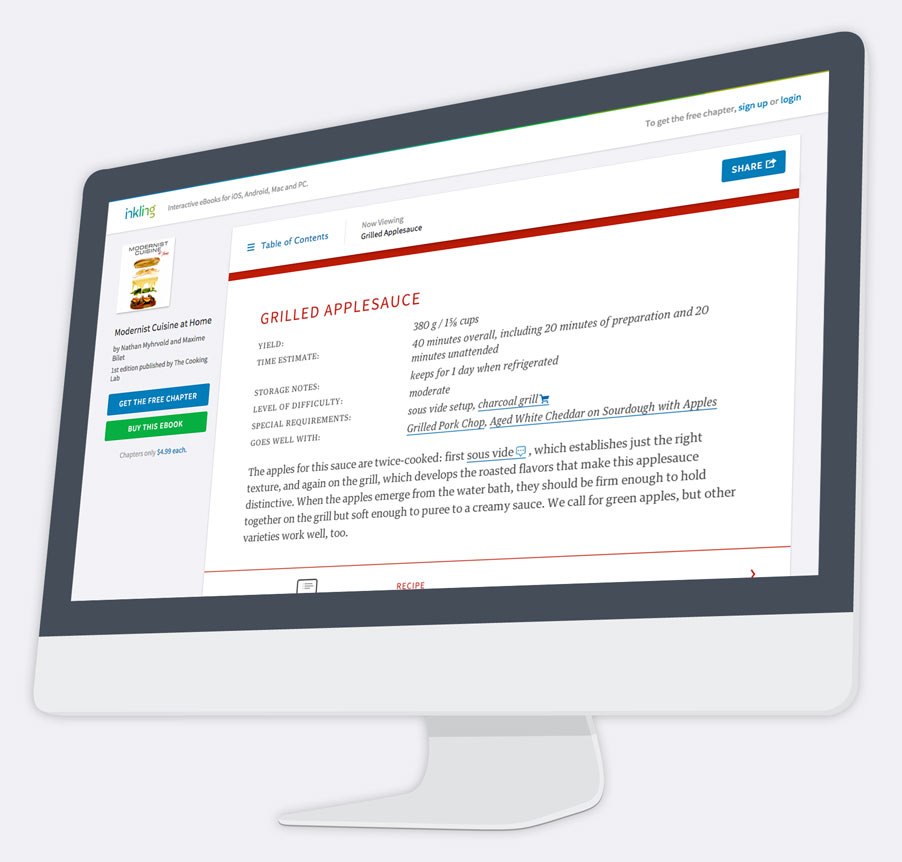 To get the free chapter, sign up or login
inkling Interactive eBooks for iOS, Android, Mac and PC.
SHARE
Table of Contents
Now Viewing
Grilled Applesauce
MODERNIST
CUISINE
Modernist Cuisine at Home
by Nathan Myhrvold and Maxime
Bilet
1st edition published by The Cooking
Lab
GET THE FREE CHAPTER
BUY THIS EBOOK
Chapters only $4.99 each.
GRILLED APPLESAUCE
YIELD: 380 g / 1⅝ cups
TIME ESTIMATE: 40 minutes overall, including 20 minutes of preparation and 20
minutes unattended
STORAGE NOTES: keeps for 1 day when refrigerated
LEVEL OF DIFFICULTY: moderate
SPECIAL REQUIREMENTS: sous vide setup, charcoal grill
GOES WELL WITH: Grilled Pork Chop, Aged White Cheddar on Sourdough with Apples
The apples for this sauce are twice-cooked: first sous vide , which establishes just the right
texture, and again on the grill, which develops the roasted flavors that make this applesauce
distinctive. When the apples emerge from the water bath, they should be firm enough to hold
together on the grill but soft enough to puree to a creamy sauce. We call for green apples, but other
varieties work well, too.
RECIPE